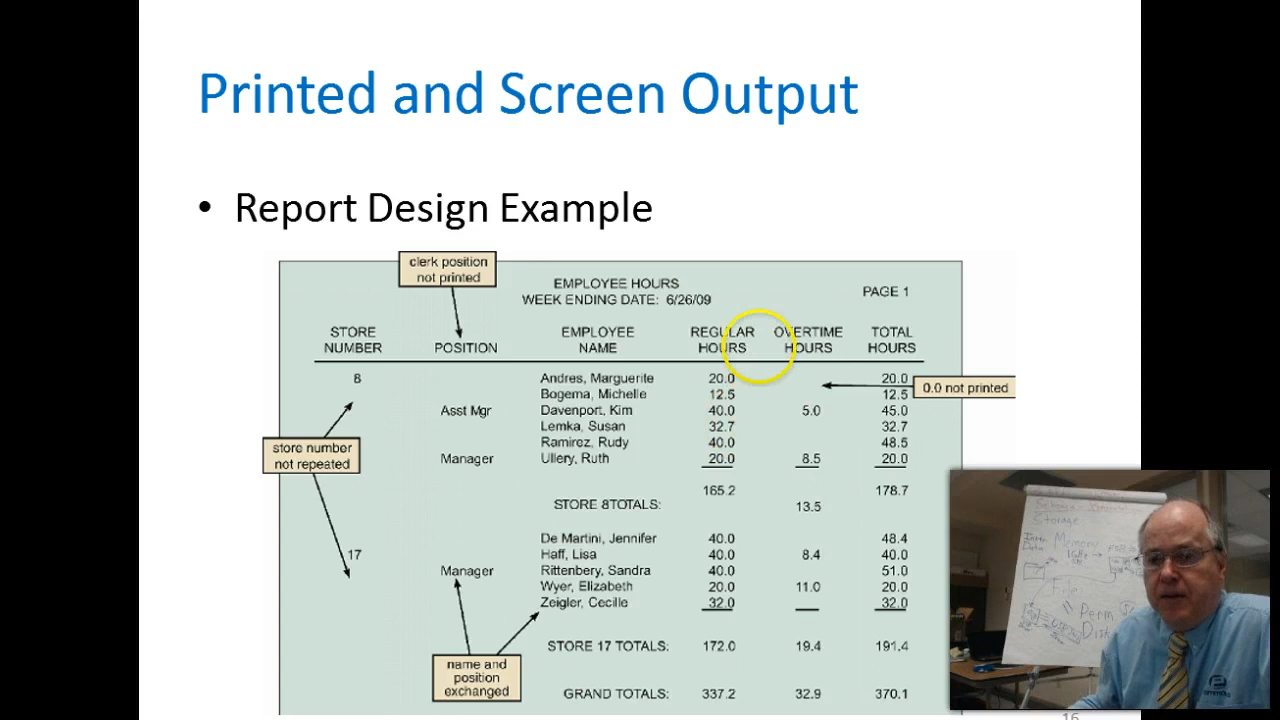 Printed and Screen Output
• Report Design Example
clerk position
not printed
EMPLOYEE HOURS
WEEK ENDING DATE: 6/26/09
PAGE 1
STORE NUMBER POSITION EMPLOYEE NAME REGULAR HOURS OVERTIME HOURS TOTAL HOURS
8 Andres, Marguerite 20.0 20.0
0.0 not printed
Bogema, Michelle 12.5 12.5
Asst Mgr Davenport, Kim 40.0 5.0 45.0
Lemka, Susan 32.7 32.7
Ramirez, Rudy 40.0 48.5
Manager Ullery, Ruth 20.0 8.5 20.0
store number
not repeated
165.2 178.7
STORE 8TOTALS: 13.5
De Martini, Jennifer 40.0 48.4
17 Haff, Lisa 40.0 8.4 40.0
Manager Rittenbery, Sandra 40.0 51.0
Wyer, Elizabeth 20.0 11.0 20.0
Zeigler, Cecille 32.0 32.0
STORE 17 TOTALS: 172.0 19.4 191.4
name and
position
exchanged
GRAND TOTALS: 337.2 32.9 370.1
Storage
Memory
File
Perm